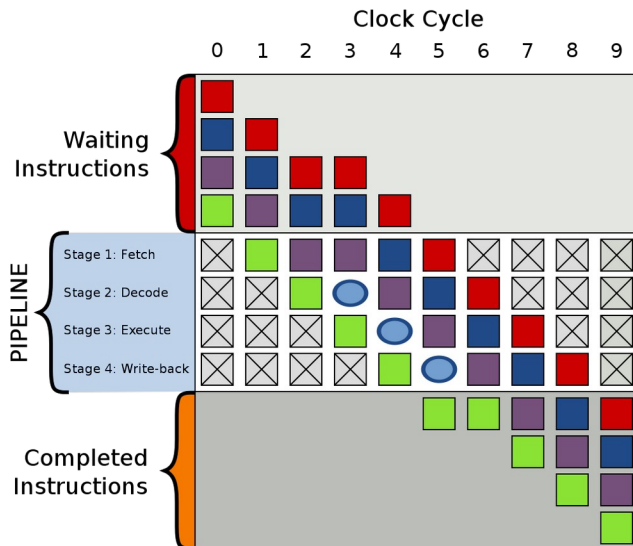 Clock Cycle
0 1 2 3 4 5 6 7 8 9
Waiting
Instructions
PIPELINE
Stage 1: Fetch
Stage 2: Decode
Stage 3: Execute
Stage 4: Write-back
Completed
Instructions